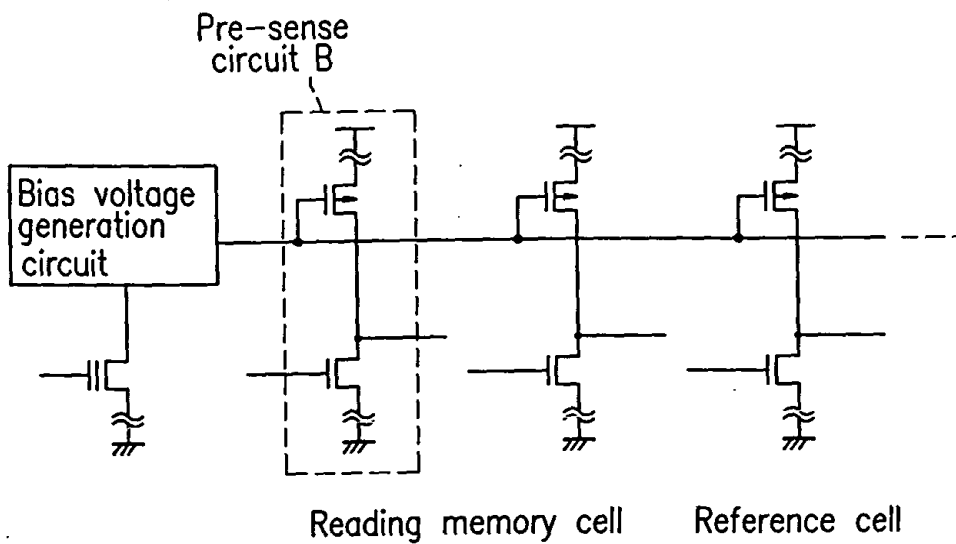 Pre-sense
circuit B
Bias voltage
generation
circuit
Reading memory cell
Reference cell